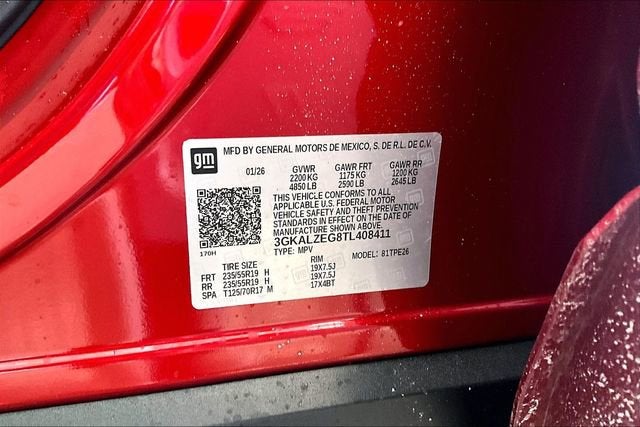 gm MFD BY GENERAL MOTORS DE MEXICO, S. DE R.L. DE C.V.
01/26 GVWR GAWR FRT GAWR RR
2200 KG 1175 KG 1200 KG
4850 LB 2590 LB 2645 LB
THIS VEHICLE CONFORMS TO ALL
APPLICABLE U.S. FEDERAL MOTOR
VEHICLE SAFETY AND THEFT PREVENTION
STANDARDS IN EFFECT ON THE DATE OF
MANUFACTURE SHOWN ABOVE.
3GKALZEG8TL408411
170H TYPE: MPV MODEL: 81TPE26
TIRE SIZE RIM
FRT 235/55R19 H 19X7.5J
RR 235/55R19 H 19X7.5J
SPA T125/70R17 M 17X4BT